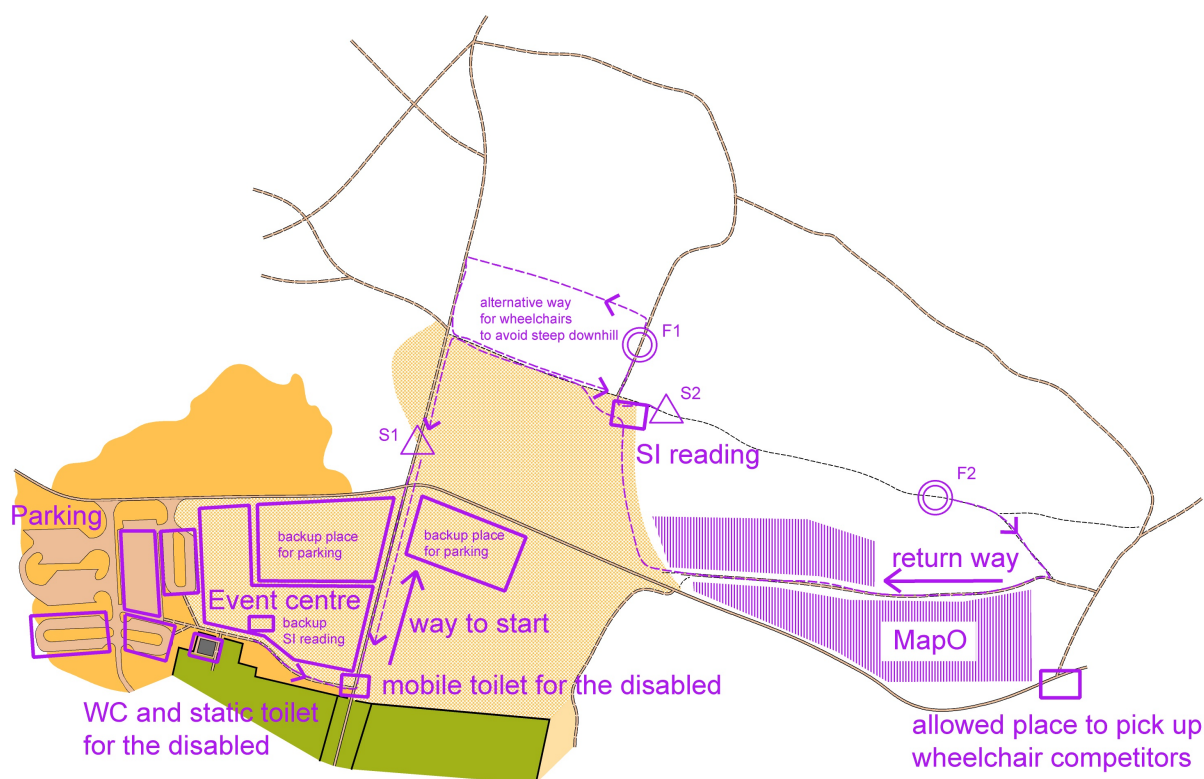 alternative way
for wheelchairs
to avoid steep downhill
F1
S2
S1
SI reading
F2
Parking
backup place
for parking
backup place
for parking
return way
Event centre
backup
SI reading
way to start
MapO
mobile toilet for the disabled
WC and static toilet
for the disabled
allowed place to pick up
wheelchair competitors